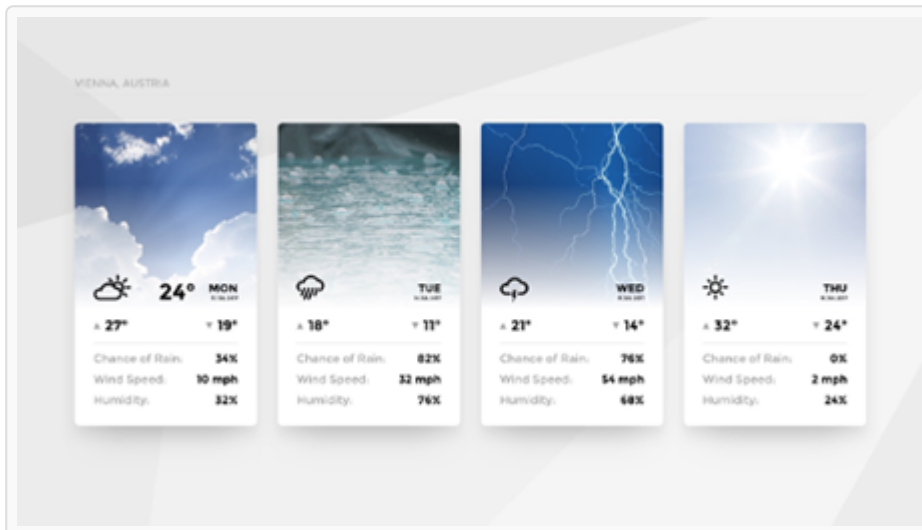 VIENNA, AUSTRIA
24° MON
▲ 27° ▼ 19°
Chance of Rain: 34%
Wind Speed: 10 mph
Humidity: 32%
TUE
▲ 18° ▼ 11°
Chance of Rain: 82%
Wind Speed: 32 mph
Humidity: 76%
WED
▲ 21° ▼ 14°
Chance of Rain: 76%
Wind Speed: 54 mph
Humidity: 68%
THU
▲ 32° ▼ 24°
Chance of Rain: 0%
Wind Speed: 2 mph
Humidity: 24%